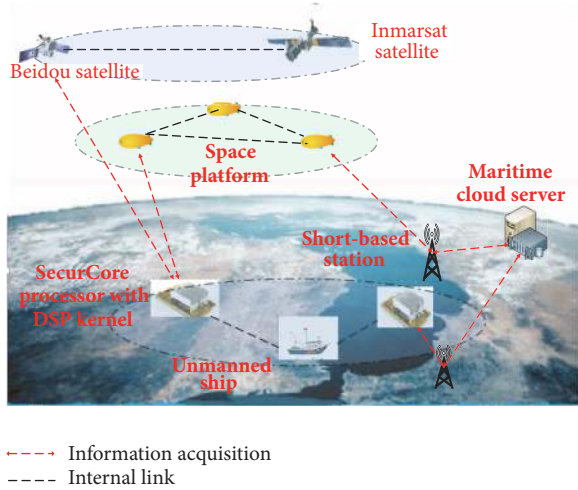 Inmarsat
satellite
Beidou satellite
Space
platform
Maritime
cloud server
Short-based
station
SecurCore
processor with
DSP kernel
Unmanned
ship
Information acquisition
Internal link